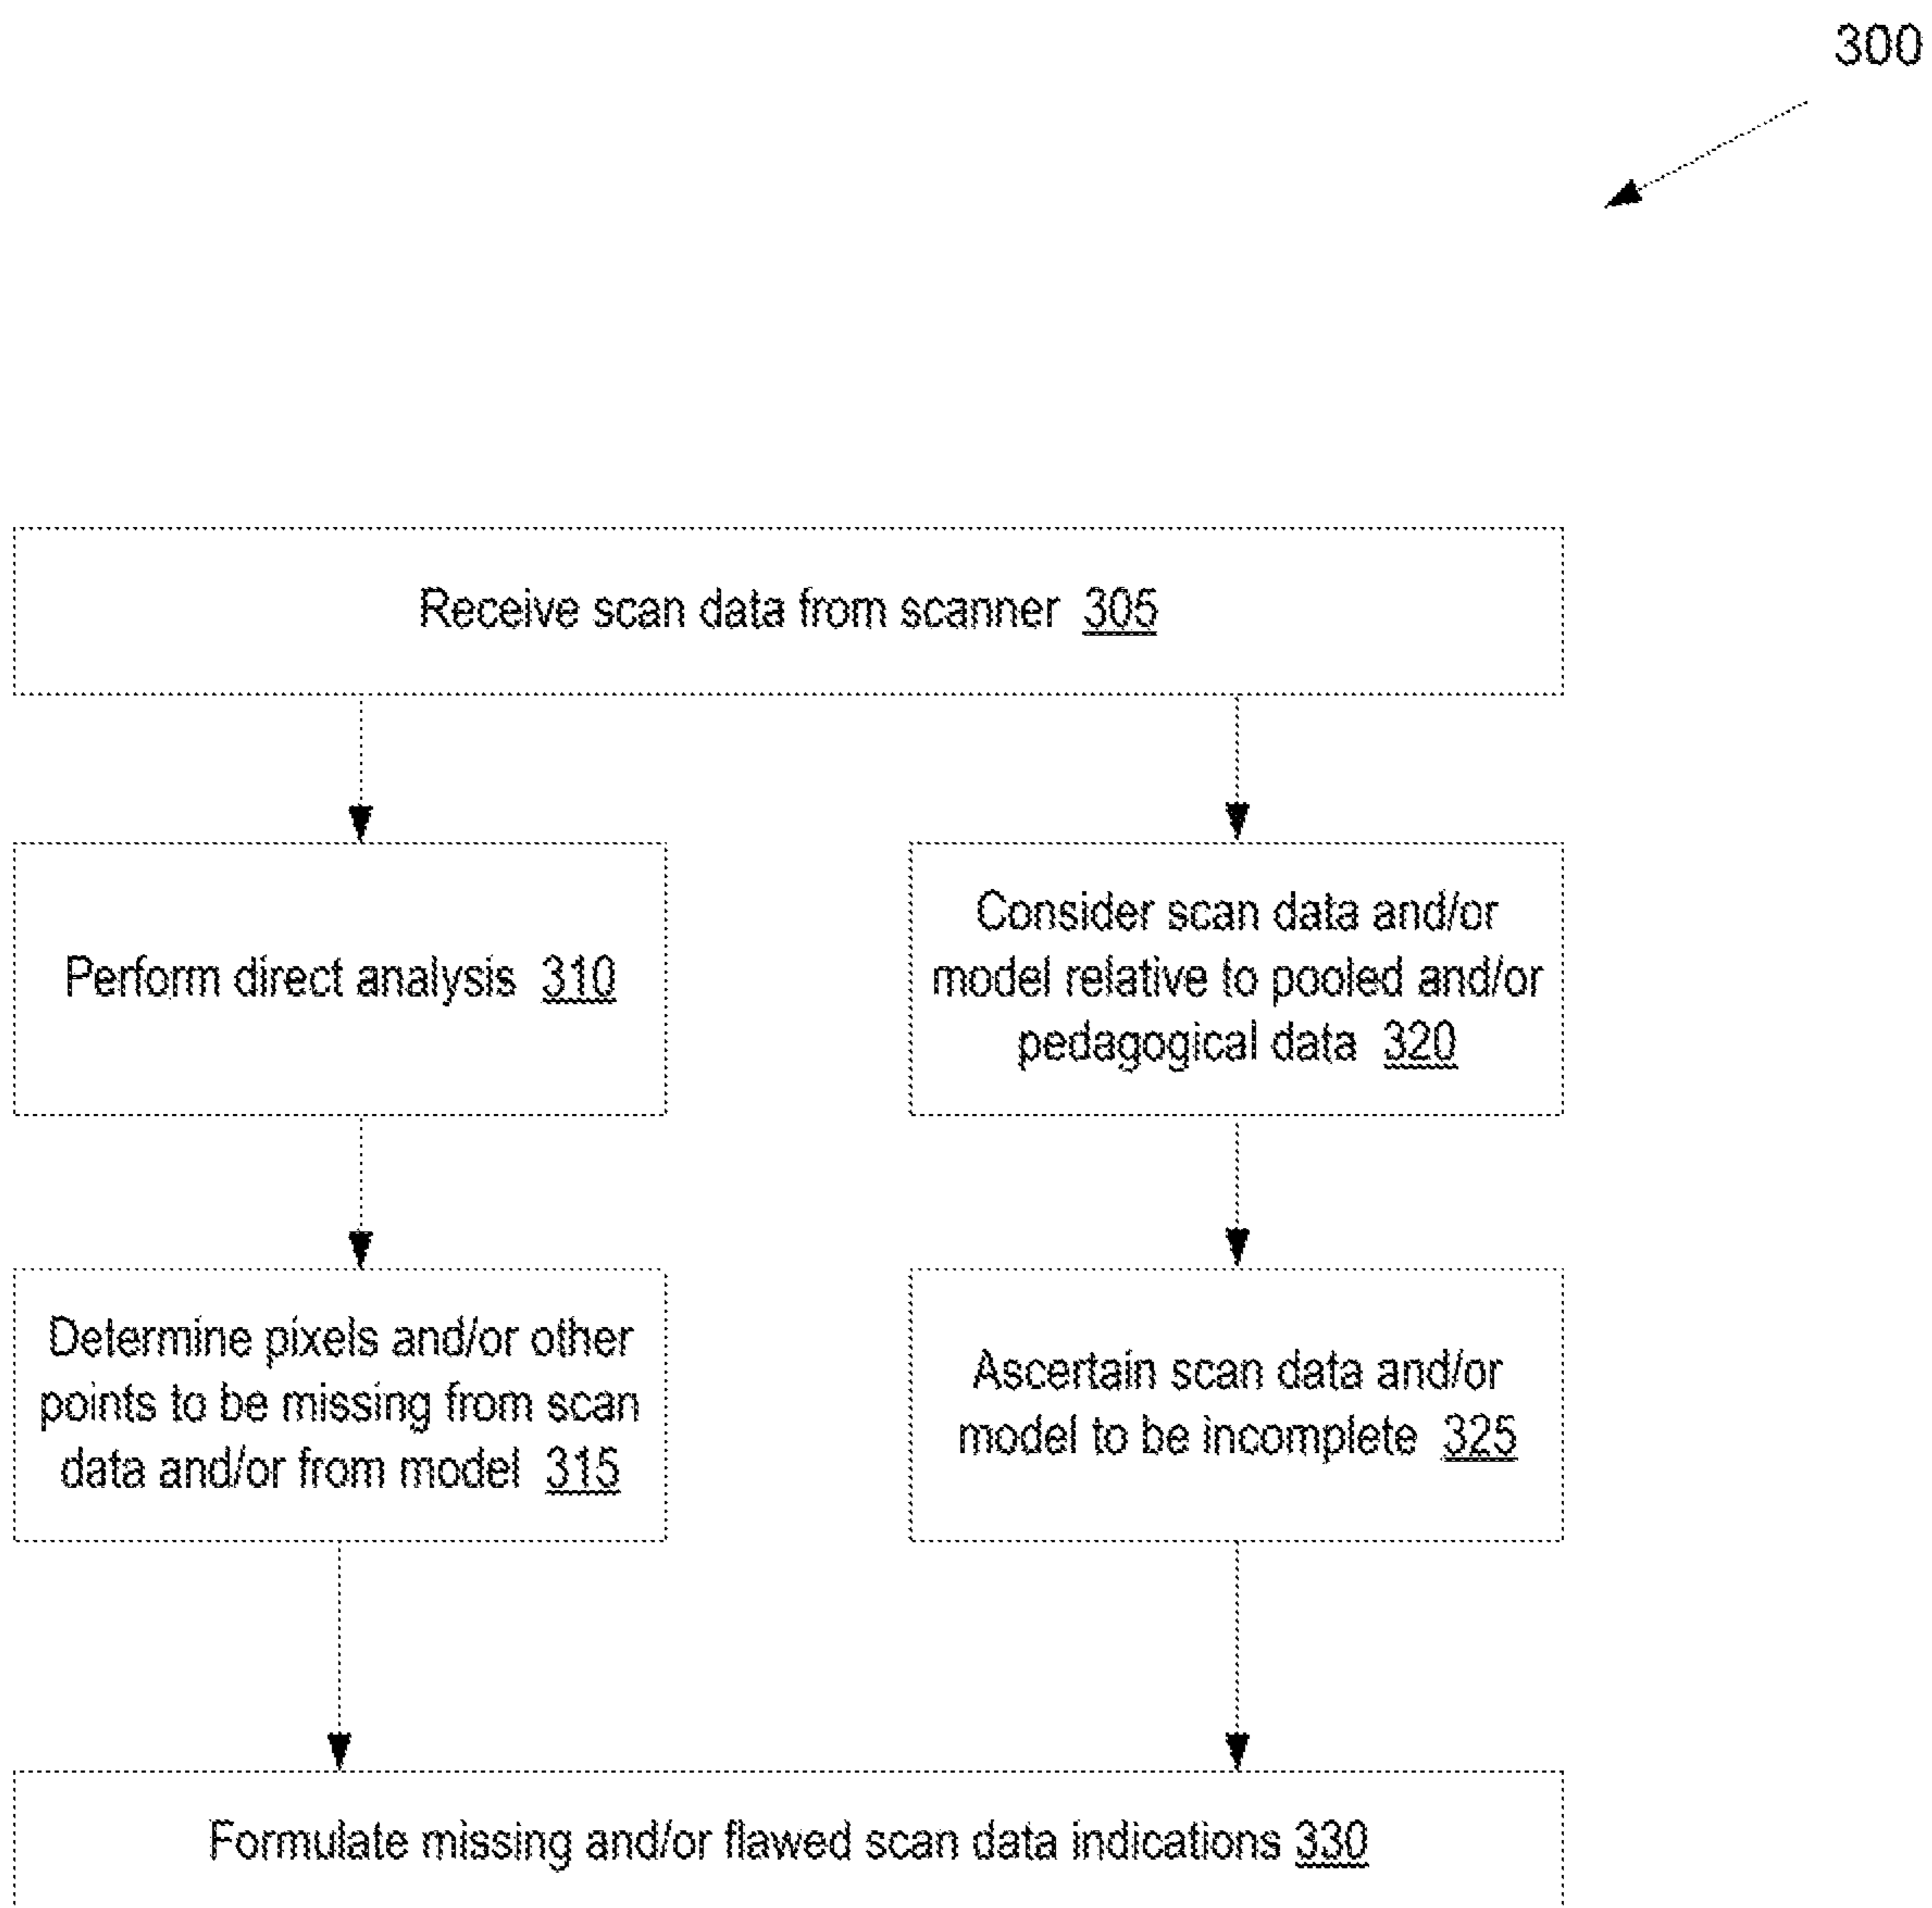 300
Receive scan data from scanner 305
Perform direct analysis 310
Consider scan data and/or
model relative to pooled and/or
pedagogical data 320
Determine pixels and/or other
points to be missing from scan
data and/or from model 315
Ascertain scan data and/or
model to be incomplete 325
Formulate missing and/or flawed scan data indications 330